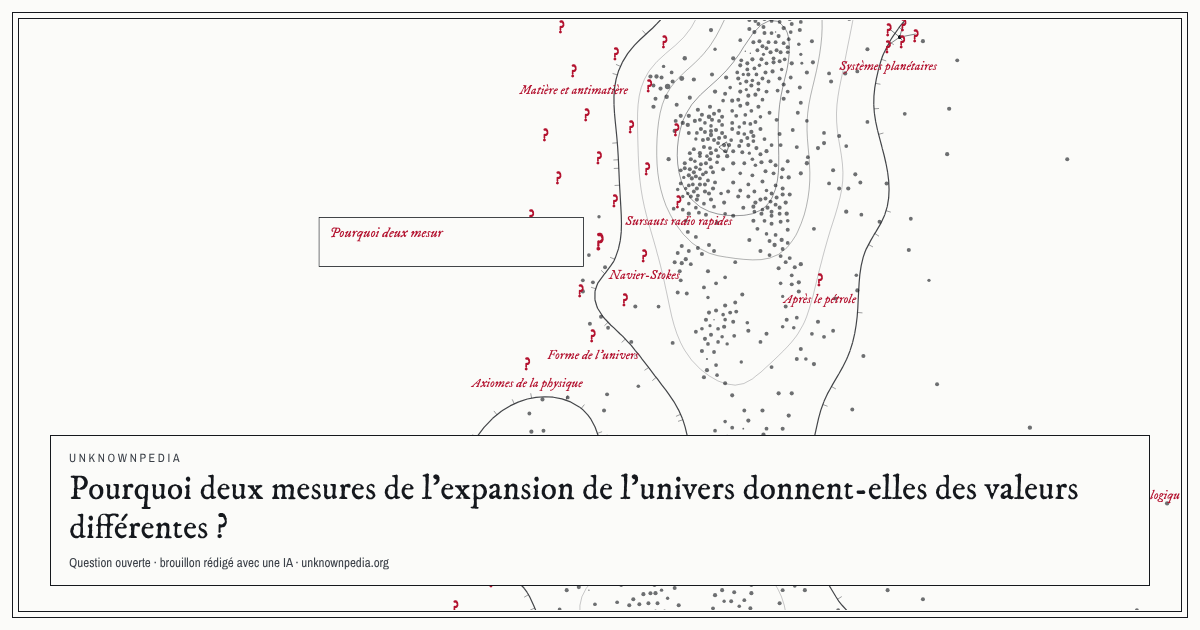 ?
?
?
?
?
?
?
?
?
Systèmes planétaires
?
?
Matière et antimatière
?
?
?
?
?
?
?
?
?
?
?
Sursauts radio rapides
Pourquoi deux mesur
?
?
Navier-Stokes
?
Après le pétrole
?
?
?
Forme de l'univers
?
Axiomes de la physique
UNKNOWNPEDIA
Pourquoi deux mesures de l'expansion de l'univers donnent-elles des valeurs
différentes ?
logiqu
Question ouverte · brouillon rédigé avec une IA · unknownpedia.org
?